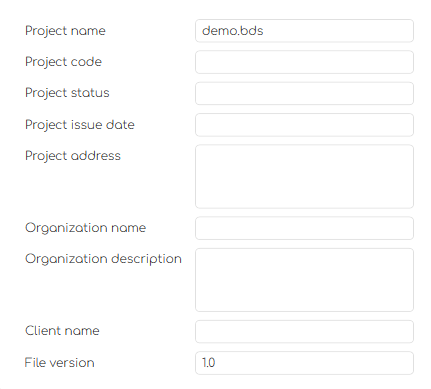 Project name demo.bds
Project code
Project status
Project issue date
Project address
Organization name
Organization description
Client name
File version 1.0